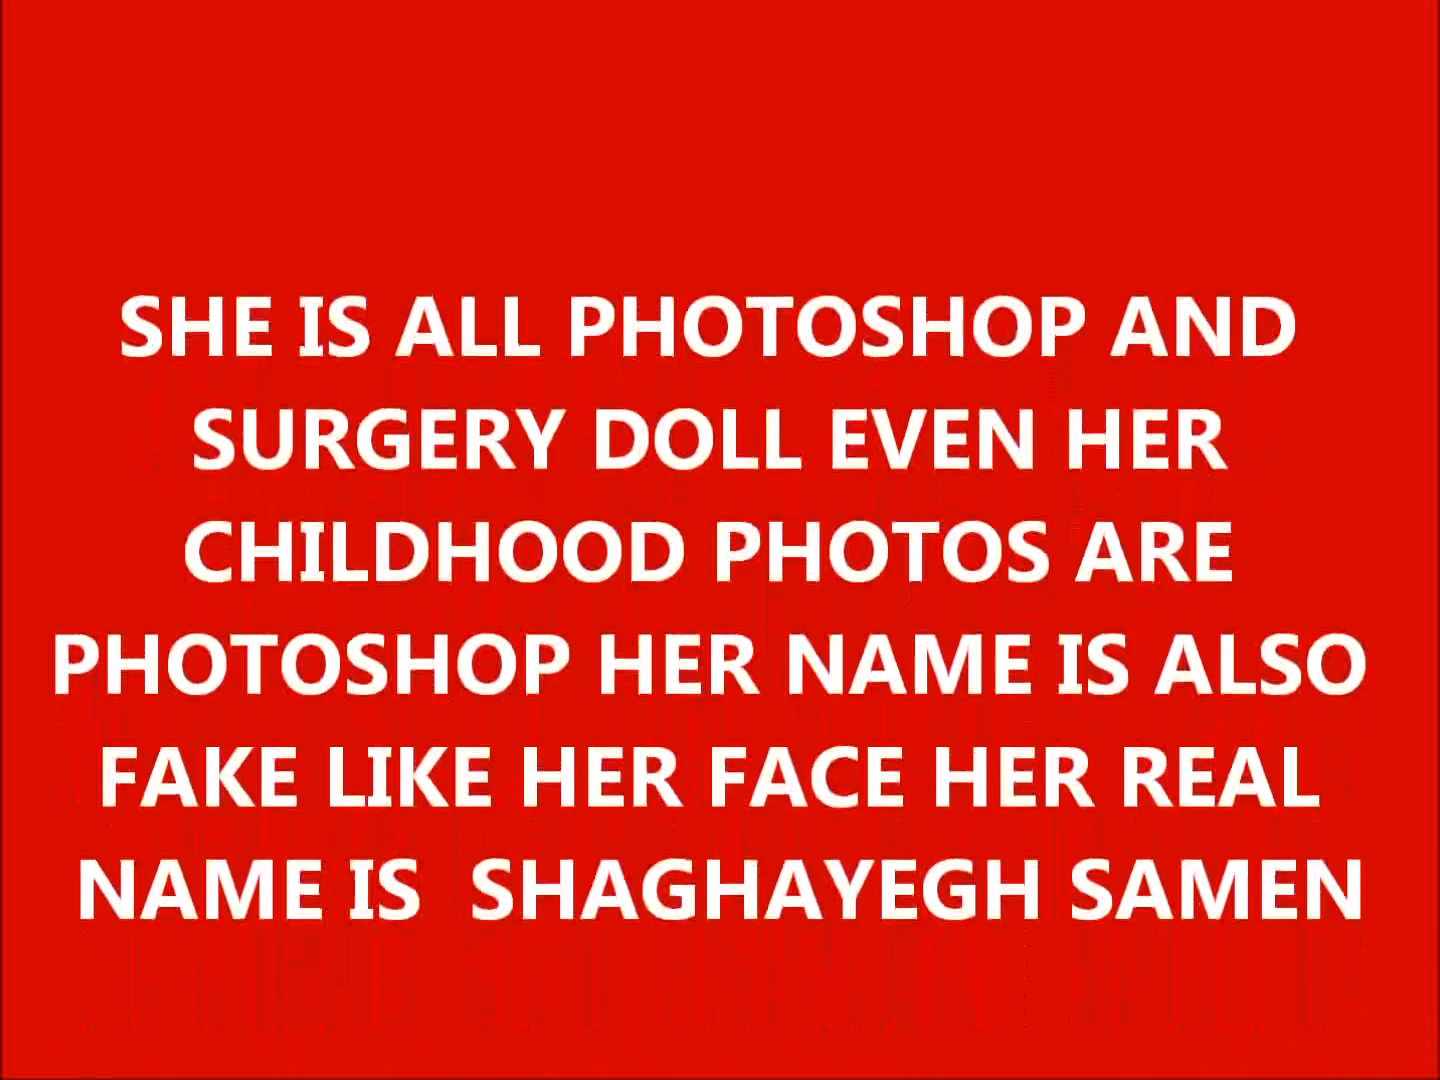 SHE IS ALL PHOTOSHOP AND
SURGERY DOLL EVEN HER
CHILDHOOD PHOTOS ARE
PHOTOSHOP HER NAME IS ALSO
FAKE LIKE HER FACE HER REAL
NAME IS  SHAGHAYEGH SAMEN